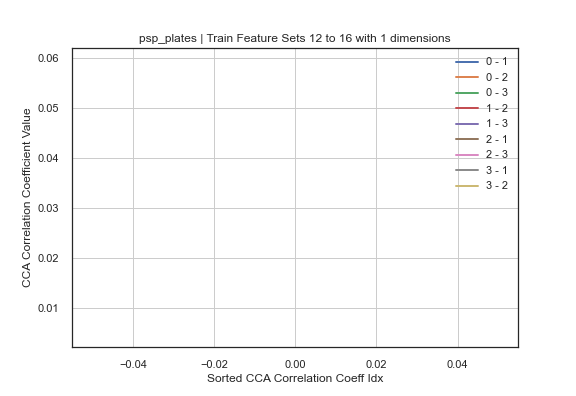 psp_plates | Train Feature Sets 12 to 16 with 1 dimensions
0.06
0.05
0.04
0.03
0.02
0.01
CCA Correlation Coefficient Value
0 - 1
0 - 2
0 - 3
1 - 2
1 - 3
2 - 1
2 - 3
3 - 1
3 - 2
−0.04 −0.02 0.00 0.02 0.04
Sorted CCA Correlation Coeff Idx